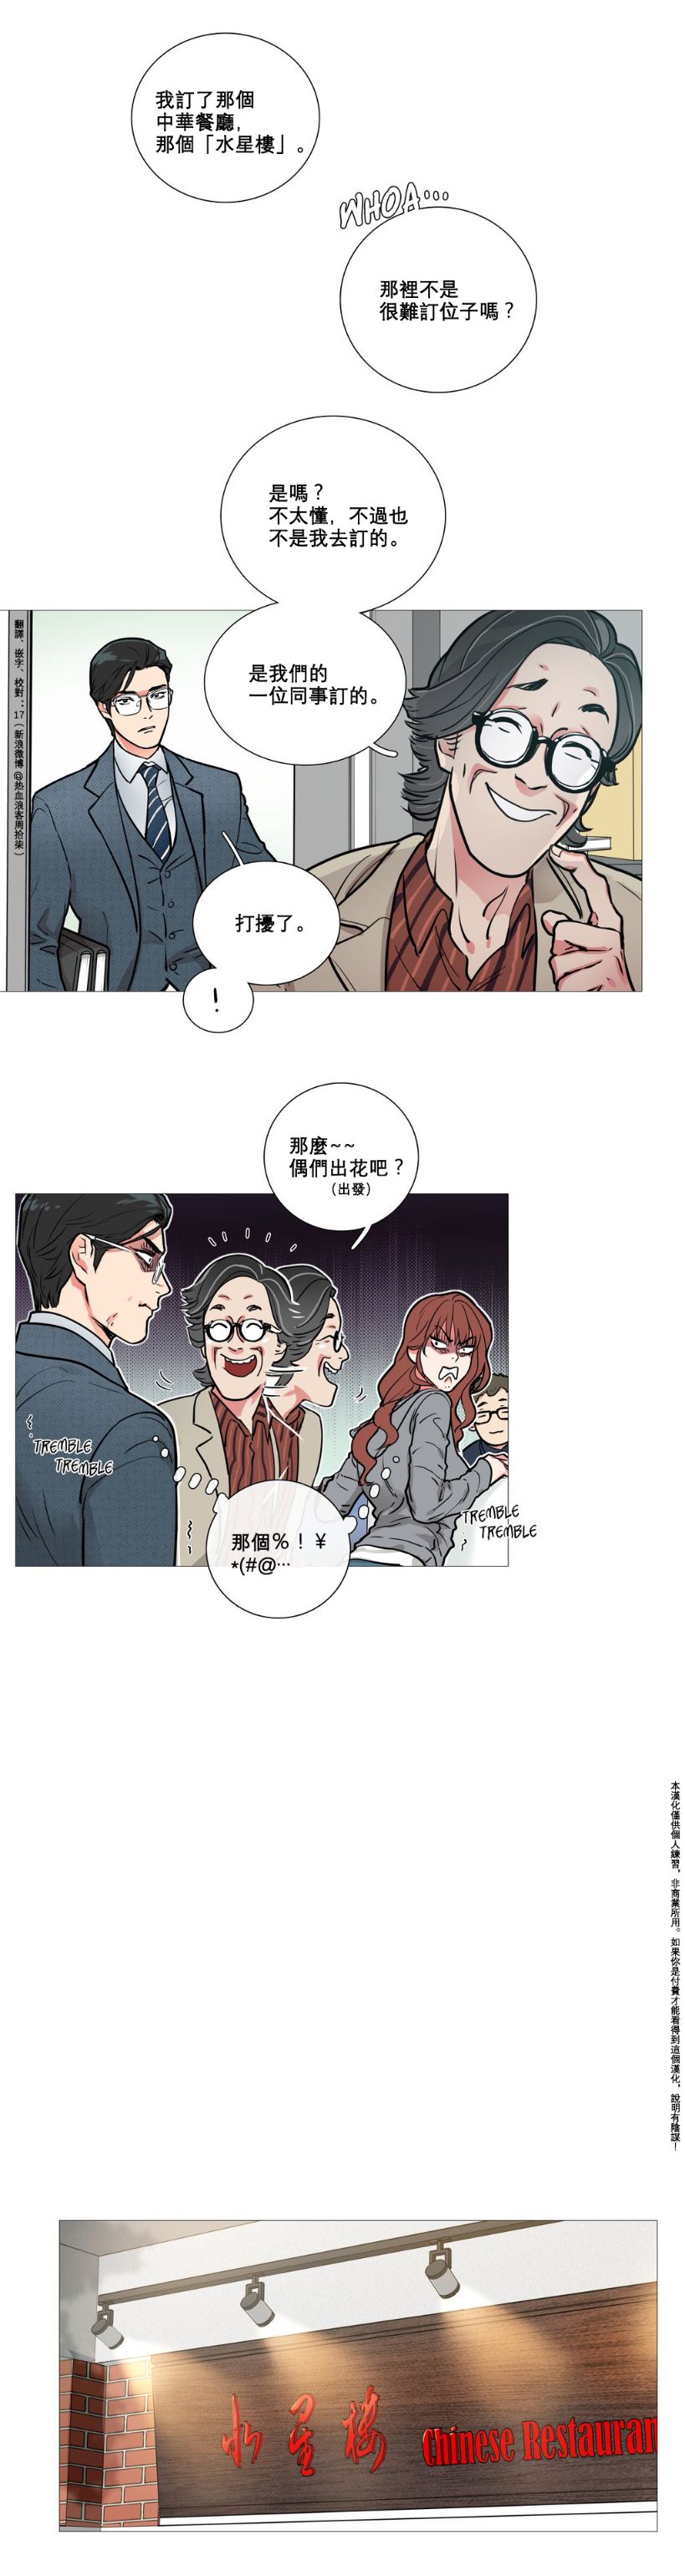 我訂了那個
中華餐廳，
那個「水星樓」。
WHOA...
那裡不是
很難訂位子嗎？
是嗎？
不太懂，不過也
不是我去訂的。
是我們的
一位同事訂的。
翻譯、嵌字、校對：17（新浪微博@热血浪客周拾柒）
打擾了。
！
那麼~~
偶們出花吧？
（出發）
TREMBLE
TREMBLE
那個％！￥
*(#@…
TREMBLE
TREMBLE
本漢化僅供個人練習，非商業所用。如果你是付費才能看得到這個漢化，說明有陰謀！
水星楼 Chinese Restauran